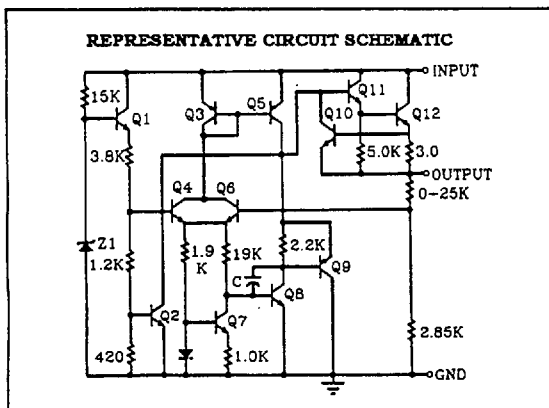 REPRESENTATIVE CIRCUIT SCHEMATIC
INPUT
15K
Q1
Q3
Q5
Q11
Q10
Q12
3.8K
5.0K
3.0
OUTPUT
0-25K
Q4
Q6
Z1
1.2K
1.9
K
19K
2.2K
C
Q9
Q8
Q2
Q7
420
1.0K
2.85K
GND